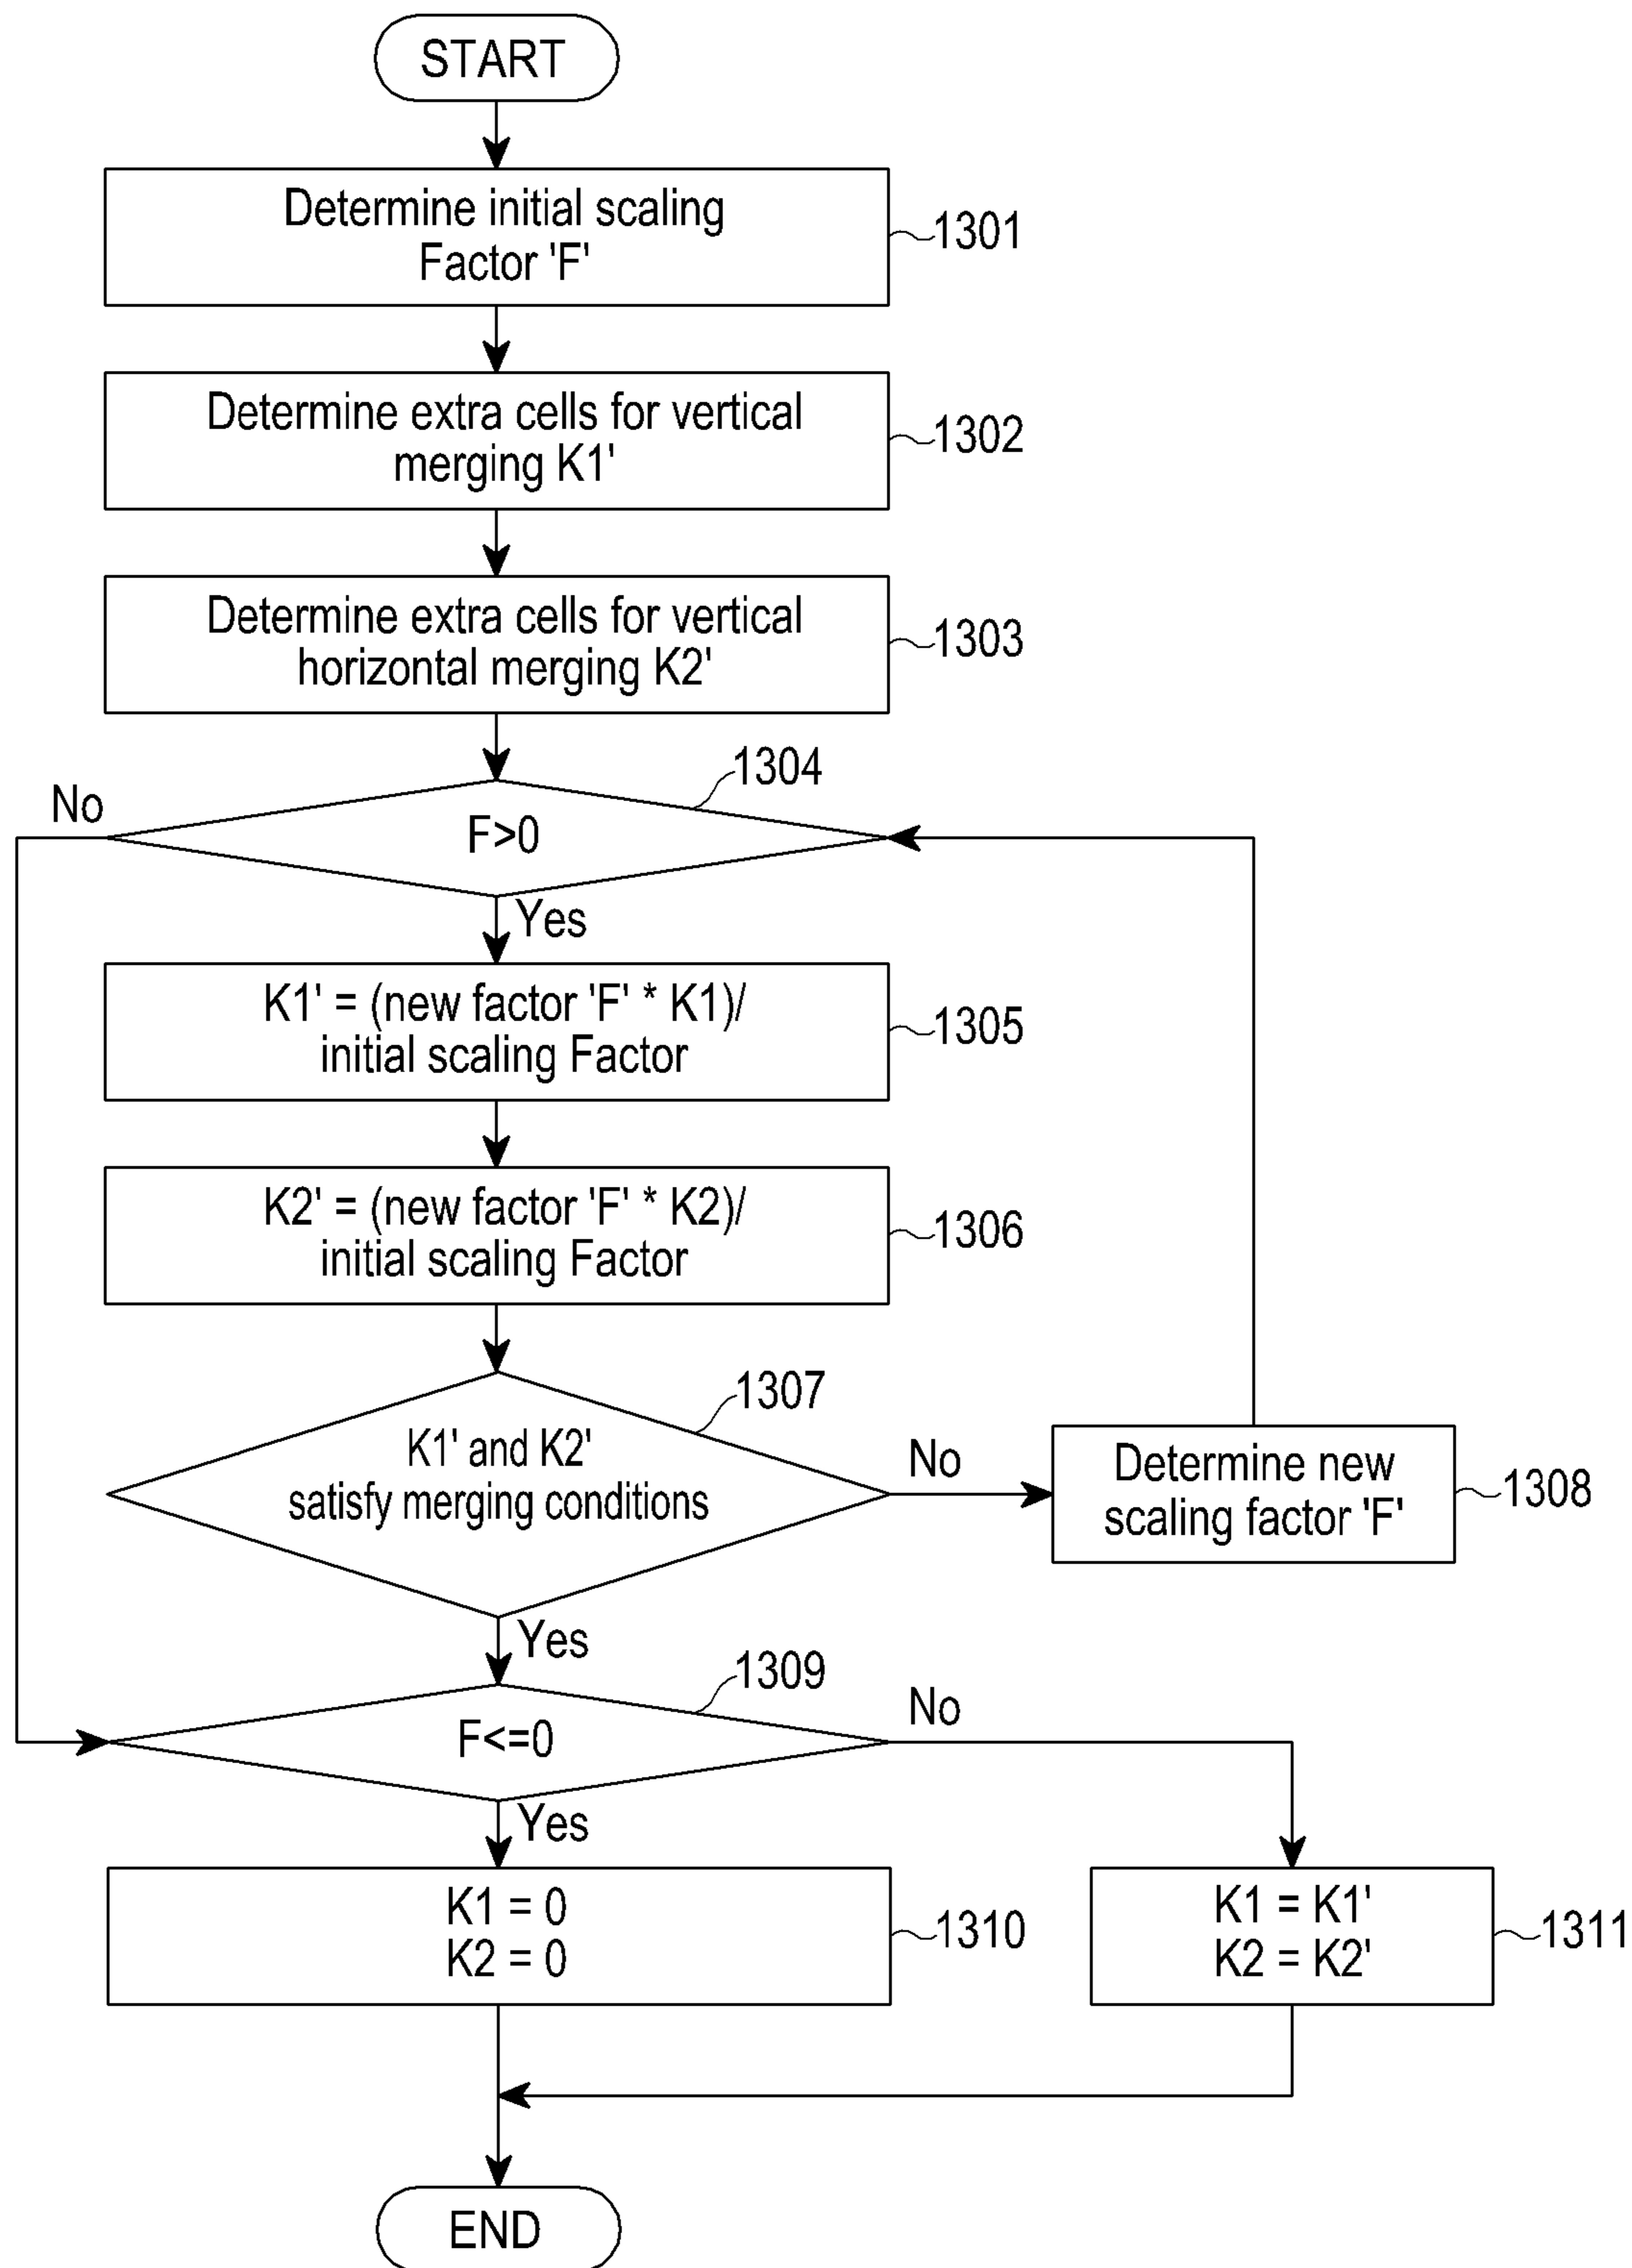 START
Determine initial scaling
Factor 'F'
1301
Determine extra cells for vertical
merging K1'
1302
Determine extra cells for vertical
horizontal merging K2'
1303
1304
No
F>0
Yes
K1' = (new factor 'F' * K1)/
initial scaling Factor
1305
K2' = (new factor 'F' * K2)/
initial scaling Factor
1306
1307
K1' and K2'
satisfy merging conditions
No
Determine new
scaling factor 'F'
1308
Yes
1309
No
F<=0
Yes
K1 = 0
K2 = 0
1310
K1 = K1'
K2 = K2'
1311
END